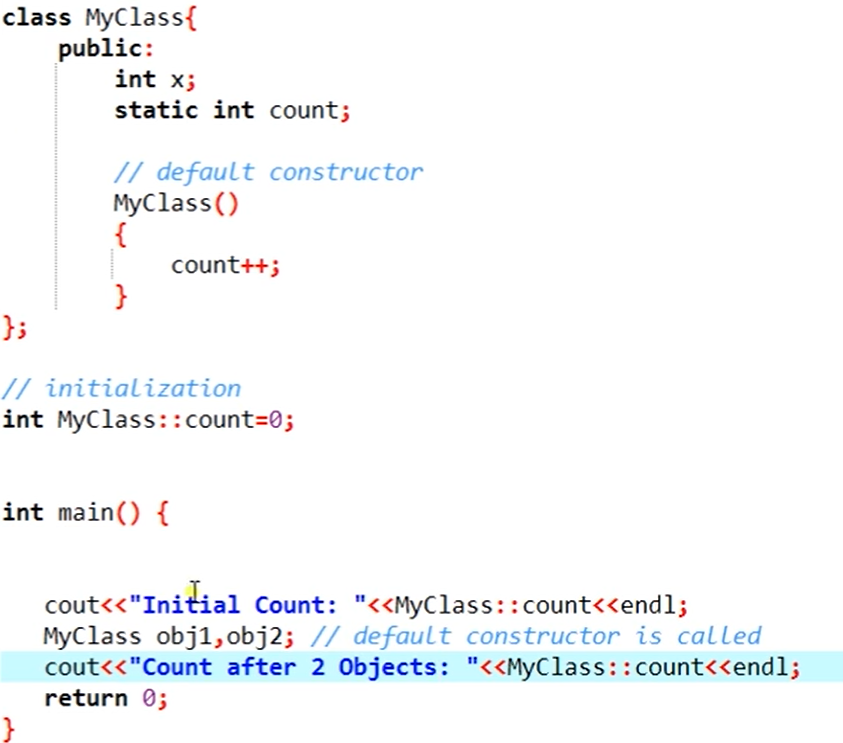 class MyClass{
public:
int x;
static int count;
// default constructor
MyClass()
{
count++;
}
};
// initialization
int MyClass::count=0;
int main() {
cout<<"Initial Count: "<<MyClass::count<<endl;
MyClass obj1,obj2; // default constructor is called
cout<<"Count after 2 Objects: "<<MyClass::count<<endl;
return 0;
}